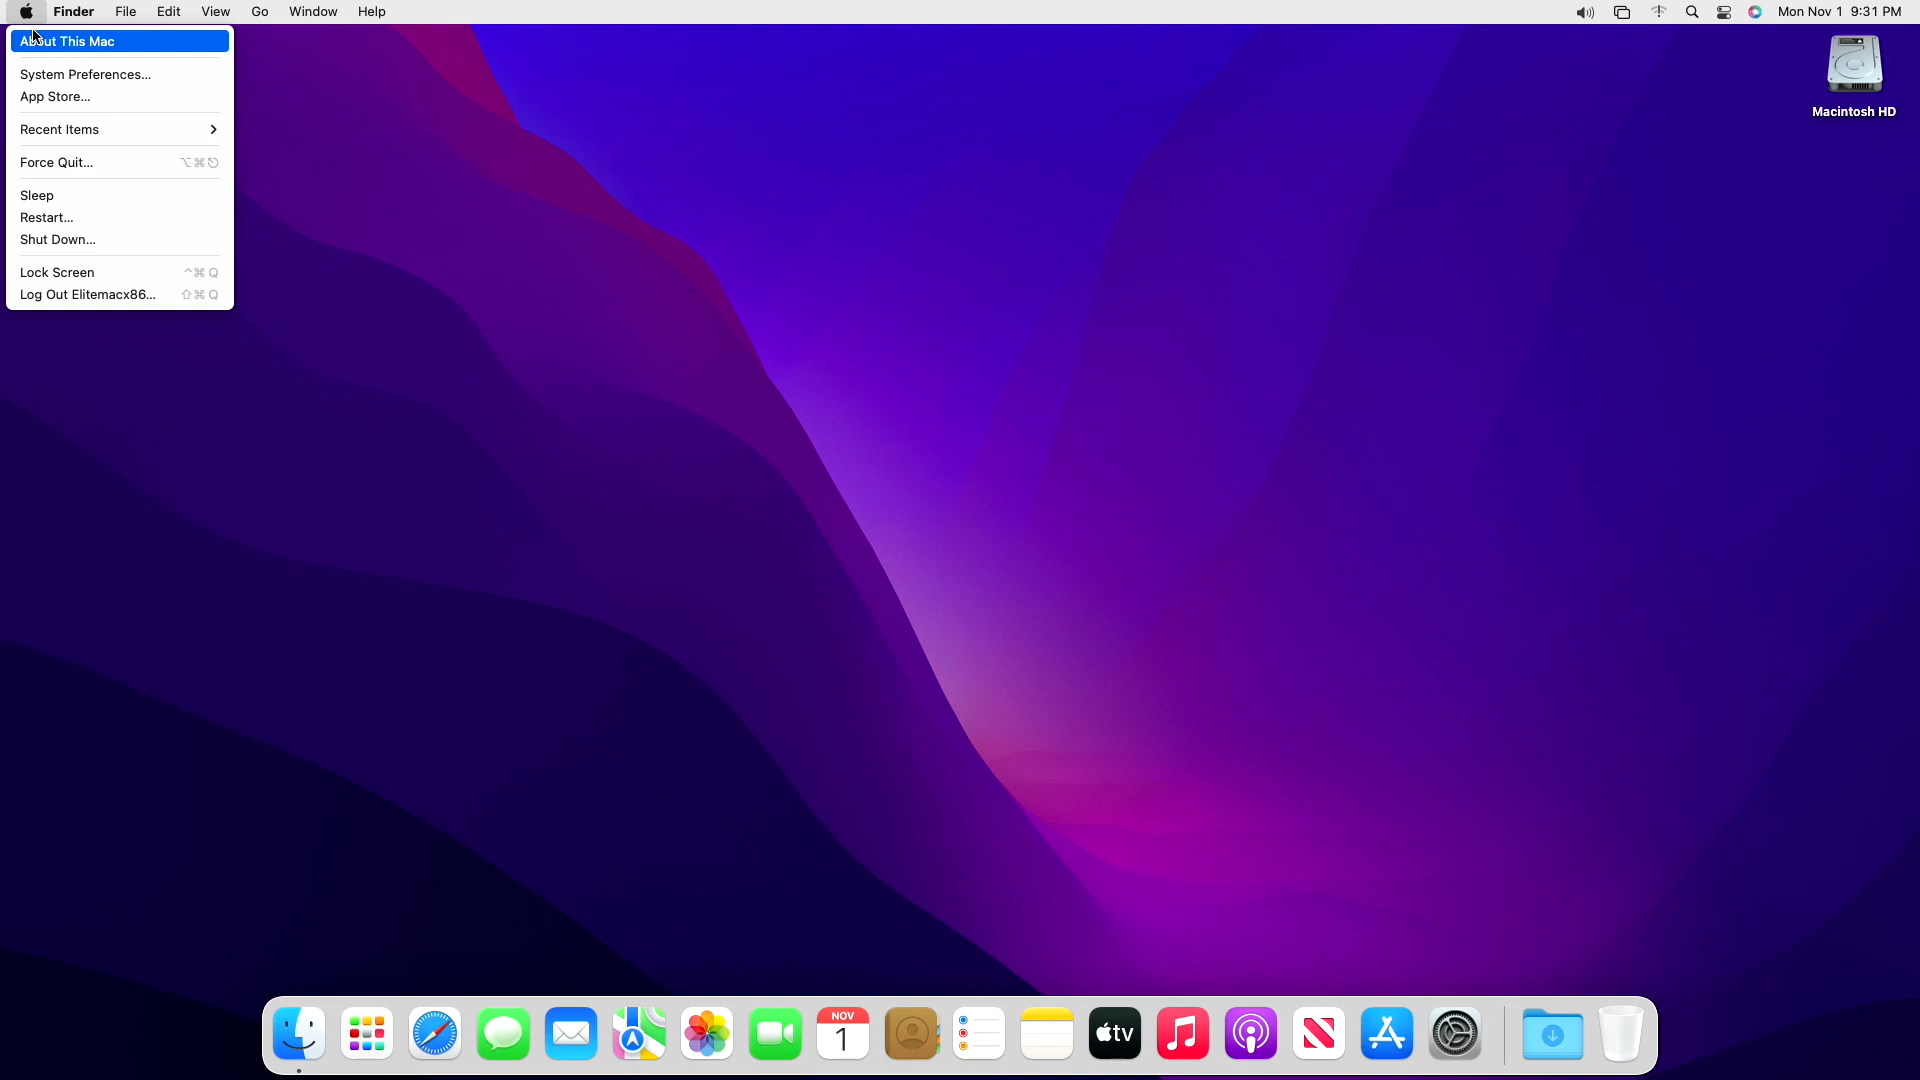 Finder File Edit View Go Window Help Mon Nov 1 9:31 PM
About This Mac
System Preferences...
App Store...
Recent Items
Force Quit... ⌥⌘⎋
Sleep
Restart...
Shut Down...
Lock Screen ^⌘Q
Log Out Elitemacx86... ⇧⌘Q
Macintosh HD
NOV
1
tv